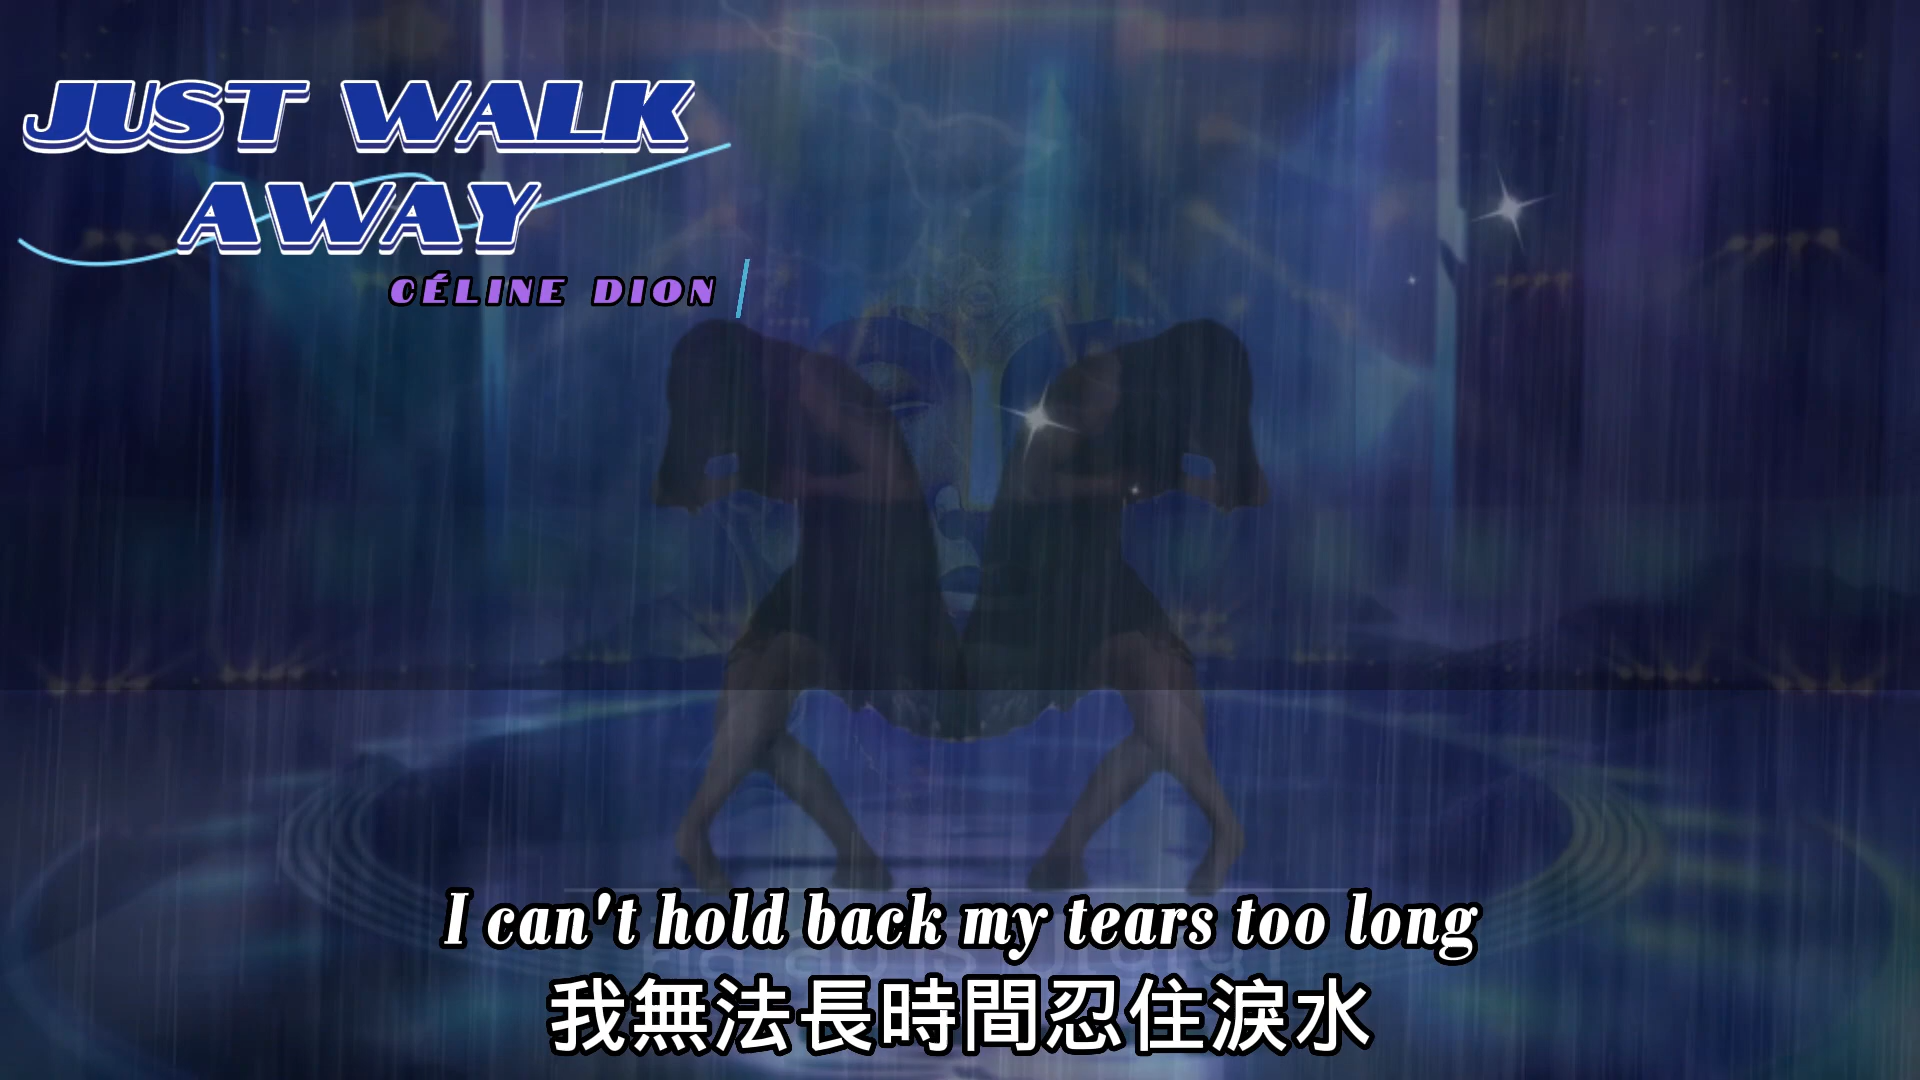 JUST WALK
AWAY
CÉLINE DION
I can't hold back my tears too long
我無法長時間忍住淚水